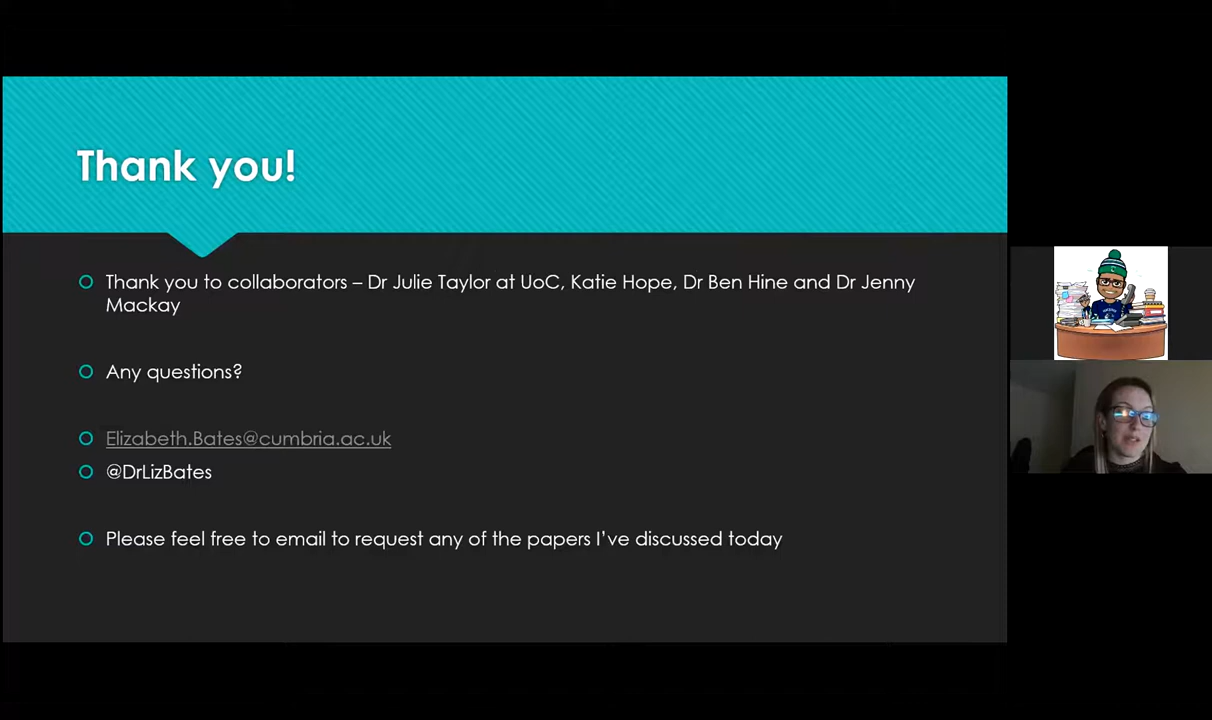 Thank you!
Thank you to collaborators – Dr Julie Taylor at UoC, Katie Hope, Dr Ben Hine and Dr Jenny
Mackay
Any questions?
Elizabeth.Bates@cumbria.ac.uk
@DrLizBates
Please feel free to email to request any of the papers I've discussed today